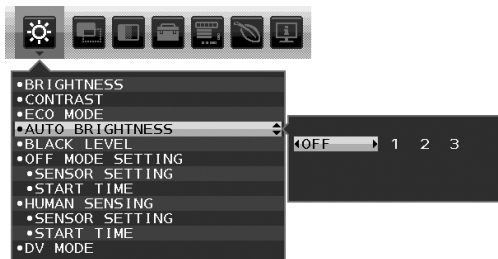 •BRIGHTNESS
•CONTRAST
•ECO MODE
•AUTO BRIGHTNESS
OFF 1 2 3
•BLACK LEVEL
•OFF MODE SETTING
•SENSOR SETTING
•START TIME
•HUMAN SENSING
•SENSOR SETTING
•START TIME
•DV MODE